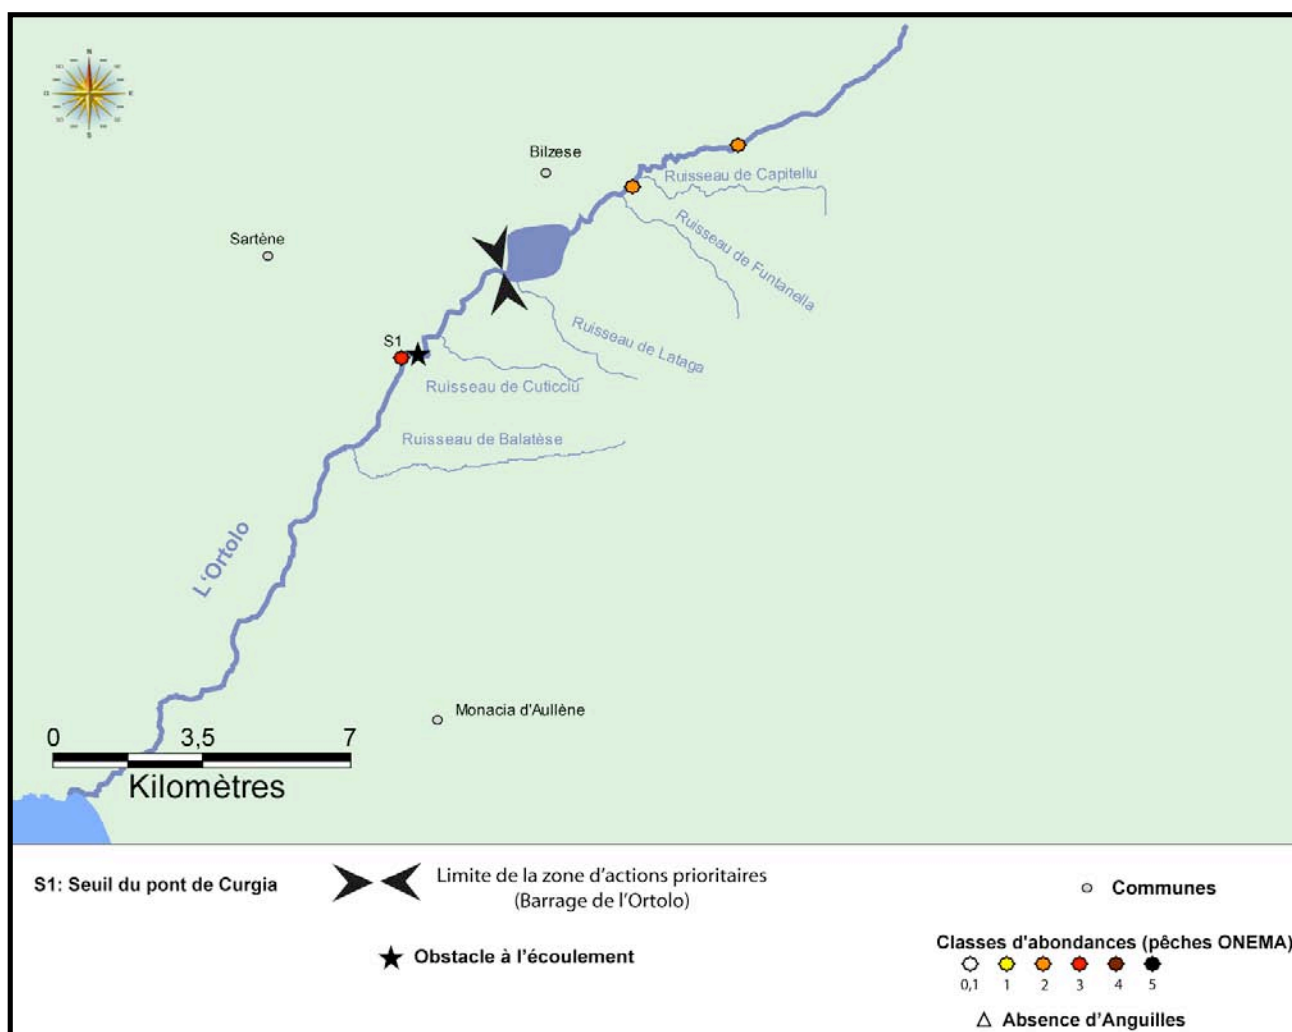 N
S
Bilzese
Ruisseau de Capitellu
Ruisseau de Funtanella
Sartène
Ruisseau de Lataga
S1
Ruisseau de Cuticciu
Ruisseau de Balatèse
L'Ortolo
Monacia d'Aullène
0 3,5 7
Kilomètres
S1: Seuil du pont de Curgia
Limite de la zone d'actions prioritaires
(Barrage de l'Ortolo)
Communes
Obstacle à l'écoulement
Classes d'abondances (pêches ONEMA)
0,1 1 2 3 4 5
Absence d'Anguilles